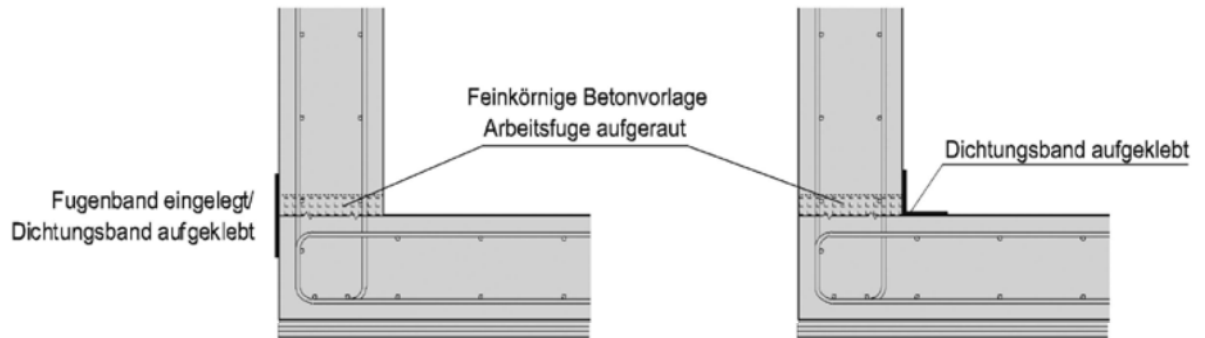 Feinkörnige Betonvorlage
Arbeitsfuge aufgeraut
Dichtungsband aufgeklebt
Fugenband eingelegt/
Dichtungsband aufgeklebt